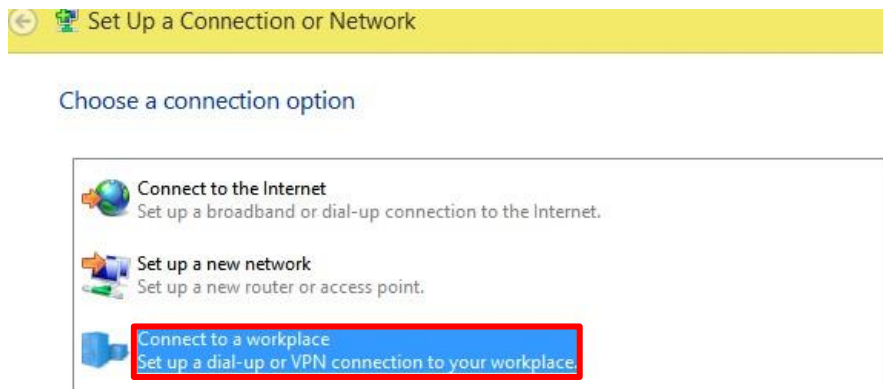 Set Up a Connection or Network
Choose a connection option
Connect to the Internet
Set up a broadband or dial-up connection to the Internet.
Set up a new network
Set up a new router or access point.
Connect to a workplace
Set up a dial-up or VPN connection to your workplace.